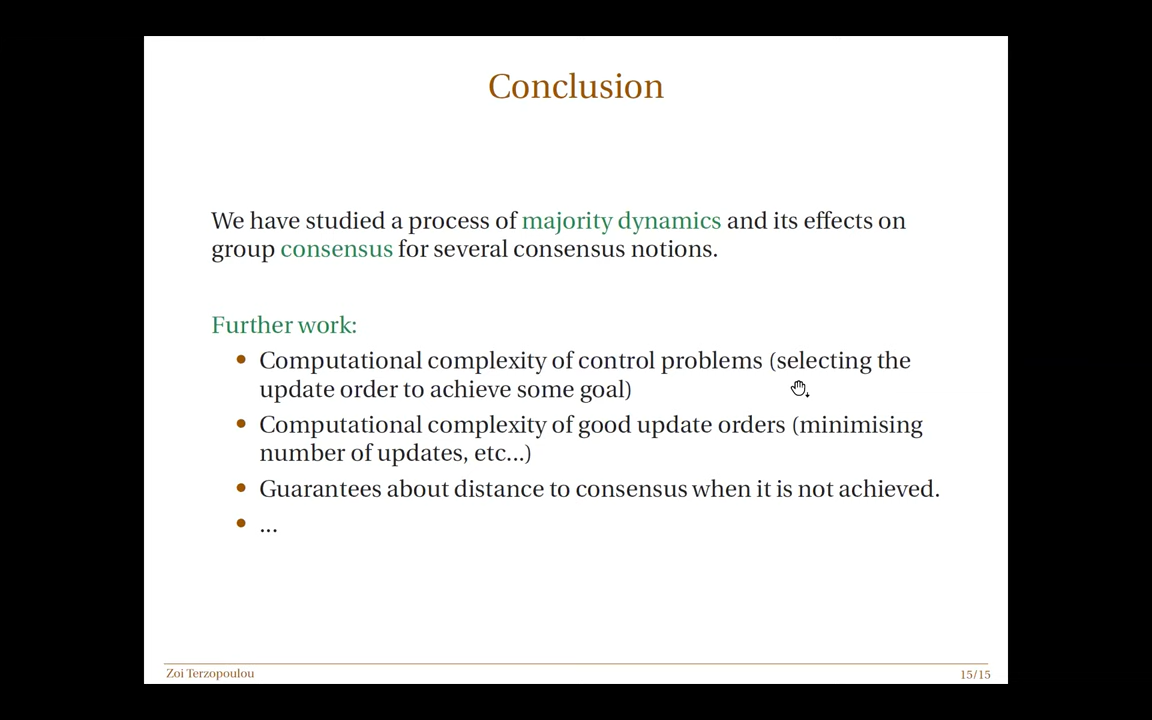 Conclusion
We have studied a process of majority dynamics and its effects on
group consensus for several consensus notions.
Further work:
• Computational complexity of control problems (selecting the
update order to achieve some goal)
• Computational complexity of good update orders (minimising
number of updates, etc...)
• Guarantees about distance to consensus when it is not achieved.
• ...
Zoi Terzopoulou
15/15